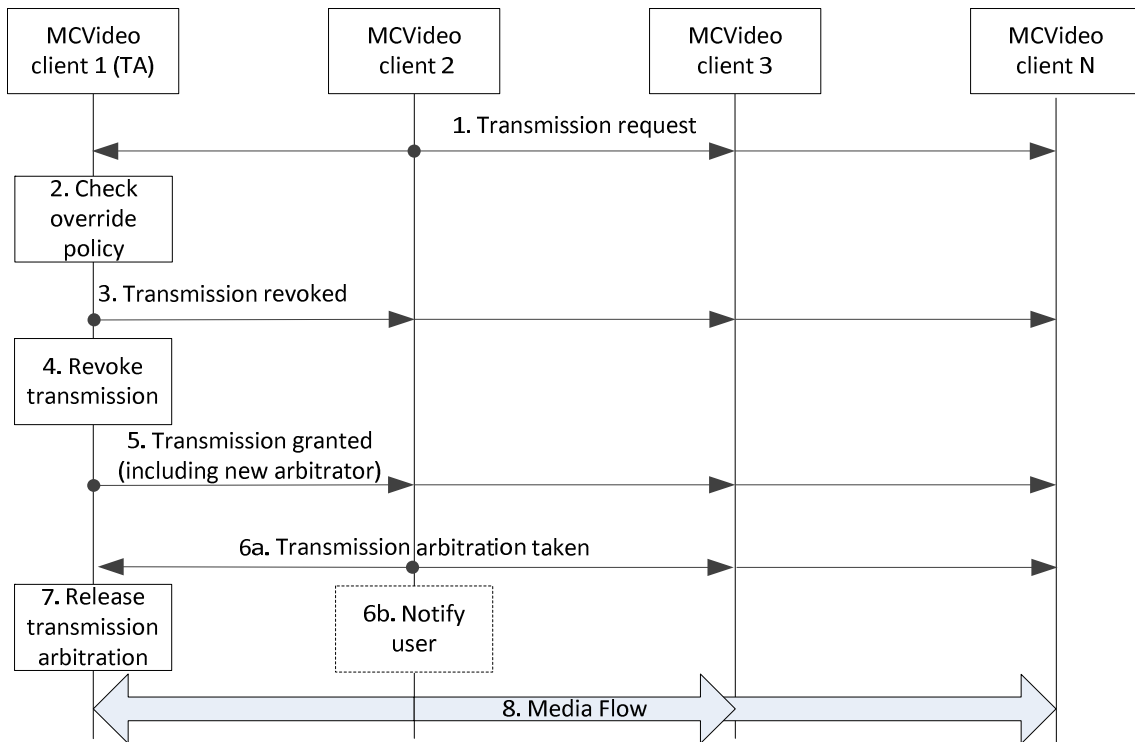 MCVideo
client 1 (TA)
MCVideo
client 2
MCVideo
client 3
MCVideo
client N
1. Transmission request
2. Check
override
policy
3. Transmission revoked
4. Revoke
transmission
5. Transmission granted
(including new arbitrator)
6a. Transmission arbitration taken
7. Release
transmission
arbitration
6b. Notify
user
8. Media Flow